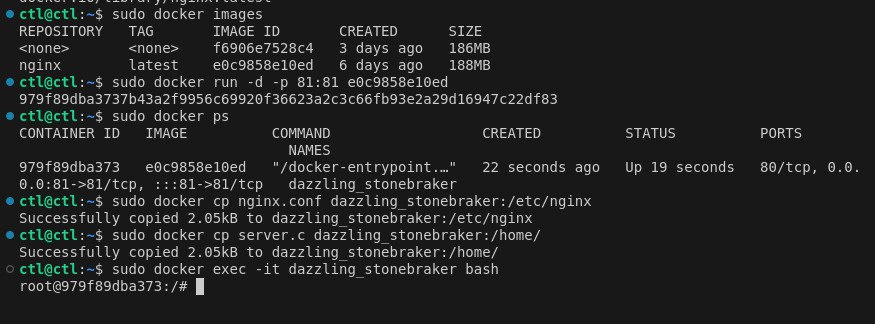 ctl@ctl:~$ sudo docker images
REPOSITORY   TAG       IMAGE ID       CREATED      SIZE
<none>       <none>    f6906e7528c4   3 days ago   186MB
nginx        latest    e0c9858e10ed   6 days ago   188MB
ctl@ctl:~$ sudo docker run -d -p 81:81 e0c9858e10ed
979f89dba3737b43a2f9956c69920f36623a2c3c66fb93e2a29d16947c22df83
ctl@ctl:~$ sudo docker ps
CONTAINER ID   IMAGE          COMMAND                  CREATED          STATUS          PORTS
NAMES
979f89dba373   e0c9858e10ed   "/docker-entrypoint.…"   22 seconds ago   Up 19 seconds   80/tcp, 0.0.
0.0:81->81/tcp, :::81->81/tcp   dazzling_stonebraker
ctl@ctl:~$ sudo docker cp nginx.conf dazzling_stonebraker:/etc/nginx
Successfully copied 2.05kB to dazzling_stonebraker:/etc/nginx
ctl@ctl:~$ sudo docker cp server.c dazzling_stonebraker:/home/
Successfully copied 2.05kB to dazzling_stonebraker:/home/
ctl@ctl:~$ sudo docker exec -it dazzling_stonebraker bash
root@979f89dba373:/#